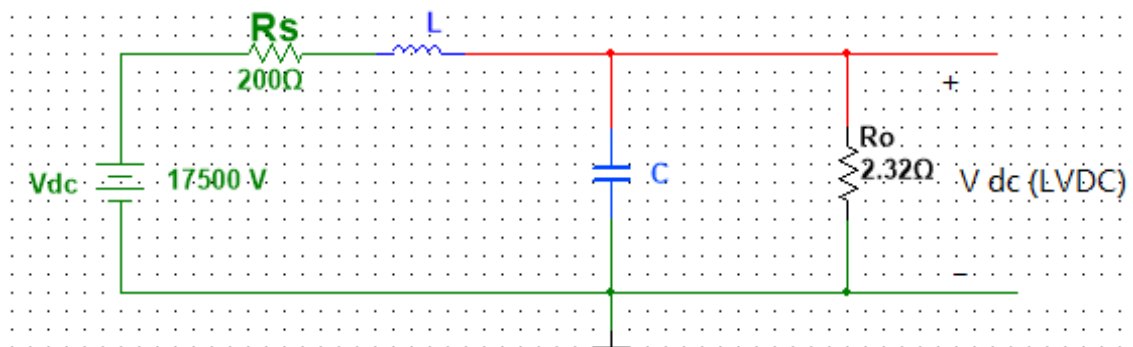 Rs
200Ω
L
Vdc
17500 V
C
Ro
2.32Ω
+
V dc (LVDC)
−